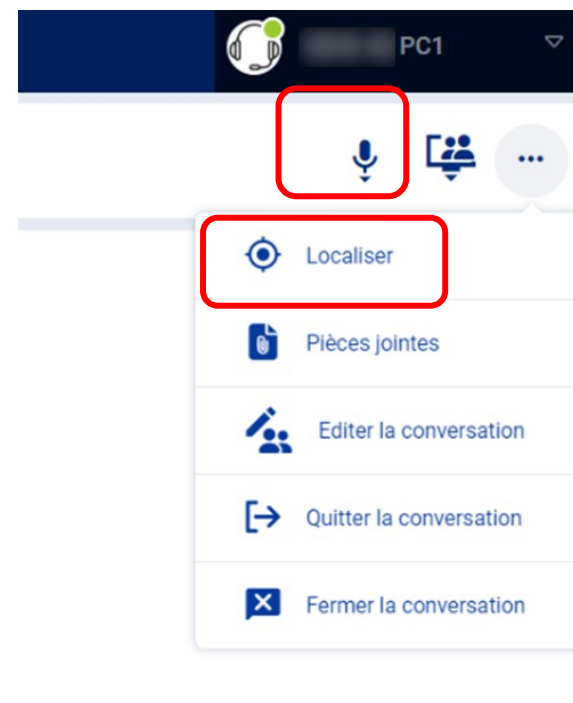 PC1
Localiser
Pièces jointes
Editer la conversation
Quitter la conversation
Fermer la conversation